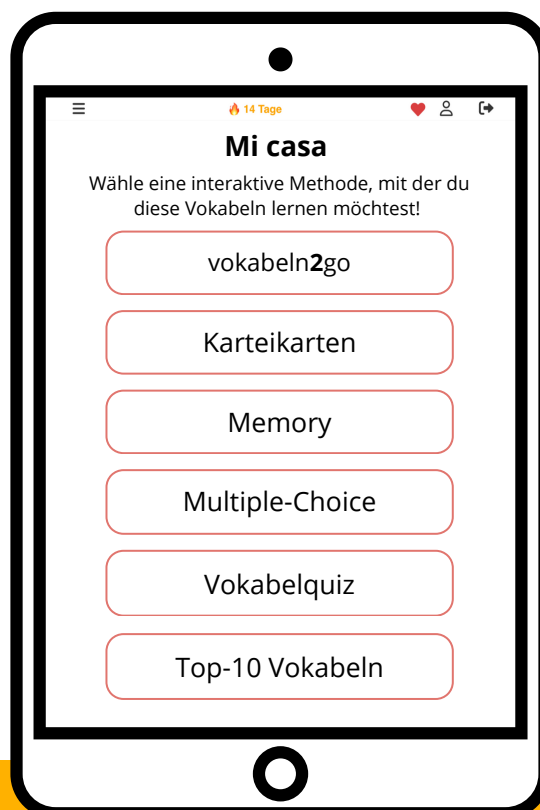 14 Tage
Mi casa
Wähle eine interaktive Methode, mit der du
diese Vokabeln lernen möchtest!
vokabeln2go
Karteikarten
Memory
Multiple-Choice
Vokabelquiz
Top-10 Vokabeln